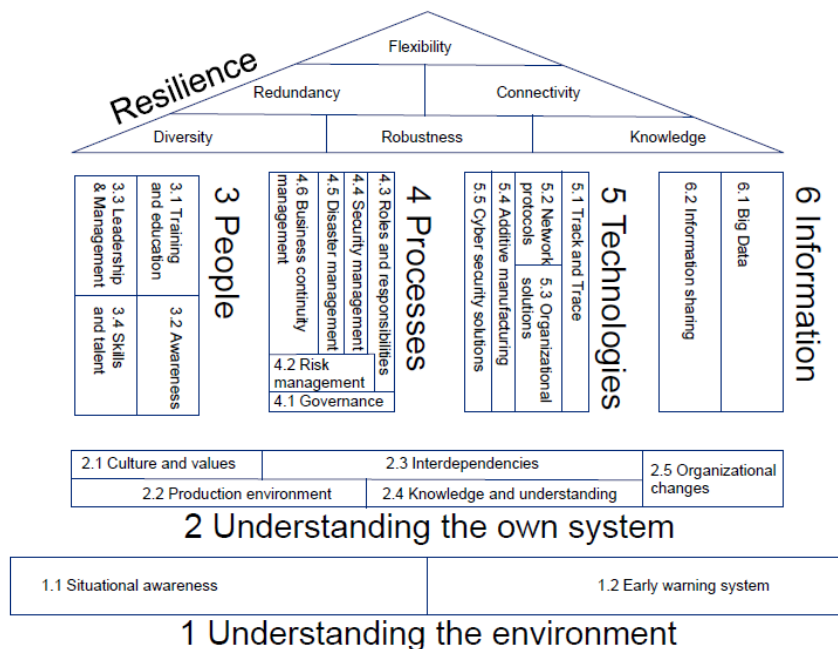 Resilience
Flexibility
Redundancy
Connectivity
Diversity
Robustness
Knowledge
3 People
3.1 Training
and education
3.3 Leadership
& Management
3.2 Awareness
3.4 Skills
and talent
4 Processes
4.3 Roles and responsibilities
4.4 Security management
4.5 Disaster management
4.6 Business continuity
management
4.2 Risk
management
4.1 Governance
5 Technologies
5.1 Track and Trace
5.2 Network
protocols
5.3 Organizational
solutions
5.4 Additive manufacturing
5.5 Cyber security solutions
6 Information
6.1 Big Data
6.2 Information sharing
2.1 Culture and values
2.3 Interdependencies
2.5 Organizational
changes
2.2 Production environment
2.4 Knowledge and understanding
2 Understanding the own system
1.1 Situational awareness
1.2 Early warning system
1 Understanding the environment